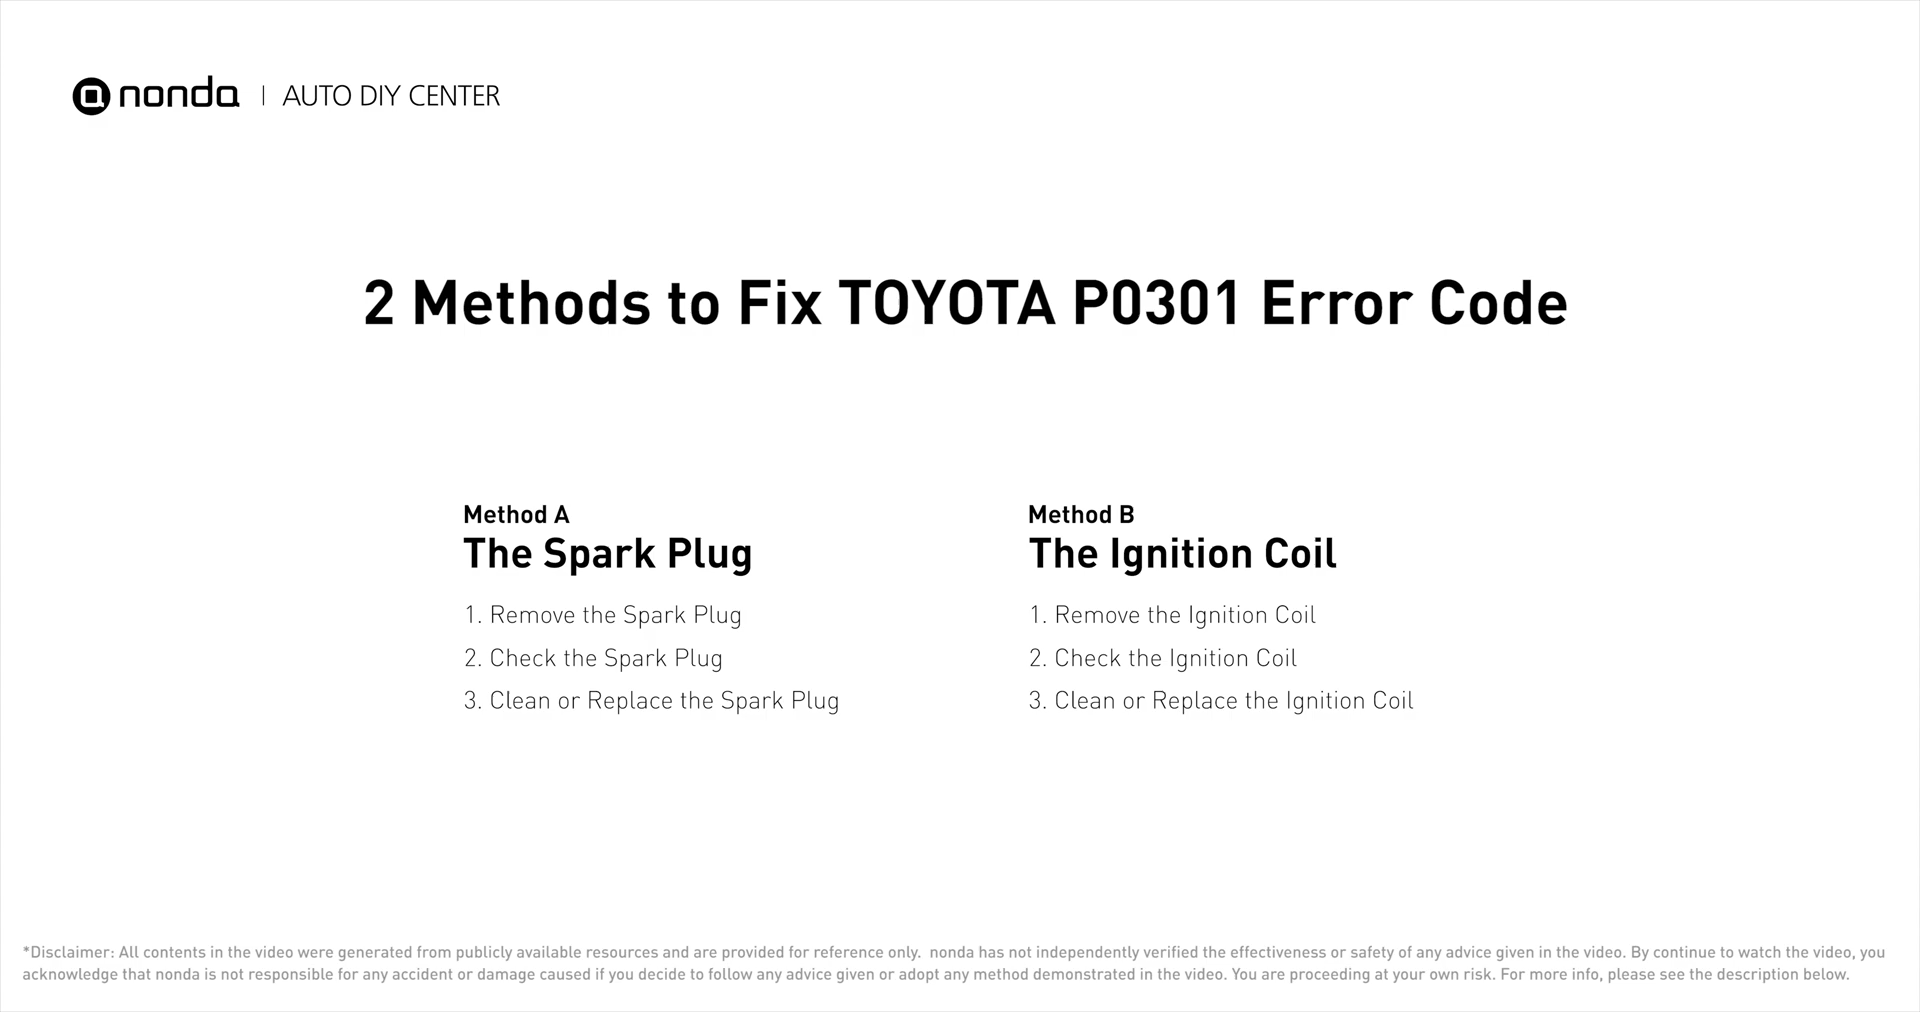 nonda | AUTO DIY CENTER
2 Methods to Fix TOYOTA P0301 Error Code
Method A
The Spark Plug
1. Remove the Spark Plug
2. Check the Spark Plug
3. Clean or Replace the Spark Plug
Method B
The Ignition Coil
1. Remove the Ignition Coil
2. Check the Ignition Coil
3. Clean or Replace the Ignition Coil
*Disclaimer: All contents in the video were generated from publicly available resources and are provided for reference only.  nonda has not independently verified the effectiveness or safety of any advice given in the video. By continue to watch the video, you
acknowledge that nonda is not responsible for any accident or damage caused if you decide to follow any advice given or adopt any method demonstrated in the video. You are proceeding at your own risk. For more info, please see the description below.